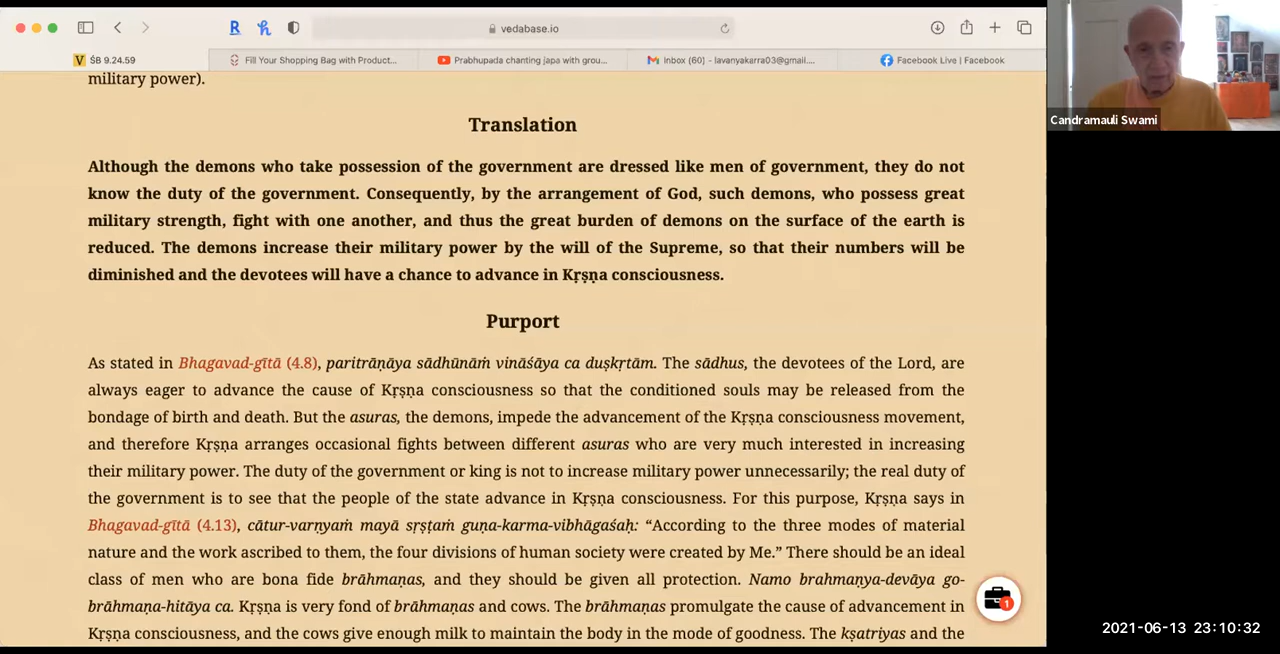 vedabase.io
ŚB 9.24.59
Fill Your Shopping Bag with Product...
Prabhupada chanting japa with grou...
Inbox (60) - lavanyakarra03@gmail....
Facebook Live | Facebook
military power).
Translation
Although the demons who take possession of the government are dressed like men of government, they do not
know the duty of the government. Consequently, by the arrangement of God, such demons, who possess great
military strength, fight with one another, and thus the great burden of demons on the surface of the earth is
reduced. The demons increase their military power by the will of the Supreme, so that their numbers will be
diminished and the devotees will have a chance to advance in Kṛṣṇa consciousness.
Purport
As stated in Bhagavad-gītā (4.8), paritrāṇāya sādhūnāṁ vināśāya ca duṣkṛtām. The sādhus, the devotees of the Lord, are
always eager to advance the cause of Kṛṣṇa consciousness so that the conditioned souls may be released from the
bondage of birth and death. But the asuras, the demons, impede the advancement of the Kṛṣṇa consciousness movement,
and therefore Kṛṣṇa arranges occasional fights between different asuras who are very much interested in increasing
their military power. The duty of the government or king is not to increase military power unnecessarily; the real duty of
the government is to see that the people of the state advance in Kṛṣṇa consciousness. For this purpose, Kṛṣṇa says in
Bhagavad-gītā (4.13), cātur-varṇyaṁ mayā sṛṣṭaṁ guṇa-karma-vibhāgaśaḥ: “According to the three modes of material
nature and the work ascribed to them, the four divisions of human society were created by Me.” There should be an ideal
class of men who are bona fide brāhmaṇas, and they should be given all protection. Namo brahmaṇya-devāya go-
brāhmaṇa-hitāya ca. Kṛṣṇa is very fond of brāhmaṇas and cows. The brāhmaṇas promulgate the cause of advancement in
Kṛṣṇa consciousness, and the cows give enough milk to maintain the body in the mode of goodness. The kṣatriyas and the
1
Candramauli Swami
2021-06-13 23:10:32